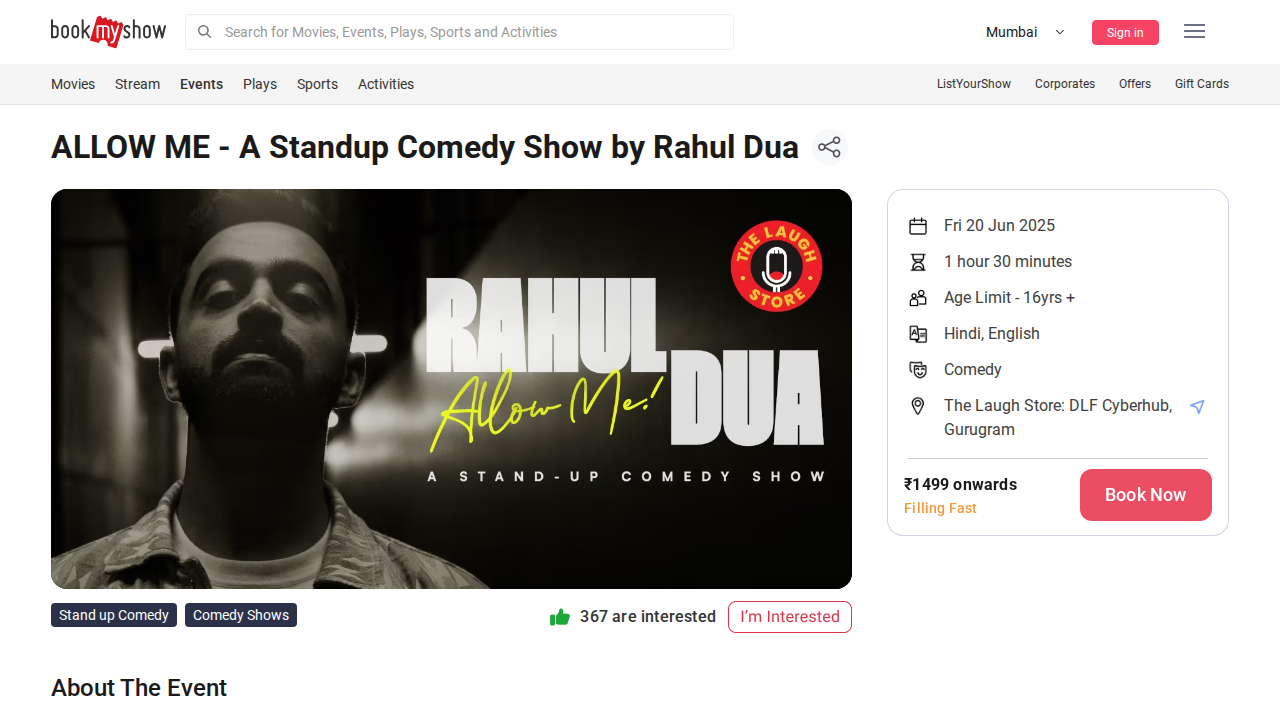 book my show
Search for Movies, Events, Plays, Sports and Activities
Mumbai
Sign in
Movies
Stream
Events
Plays
Sports
Activities
ListYourShow
Corporates
Offers
Gift Cards
ALLOW ME - A Standup Comedy Show by Rahul Dua
THE LAUGH
STORE
RAHUL
DUA
Allow Me!
A STAND-UP COMEDY SHOW
Fri 20 Jun 2025
1 hour 30 minutes
Age Limit - 16yrs +
Hindi, English
Comedy
The Laugh Store: DLF Cyberhub,
Gurugram
₹1499 onwards
Filling Fast
Book Now
Stand up Comedy
Comedy Shows
367 are interested
I’m Interested
About The Event